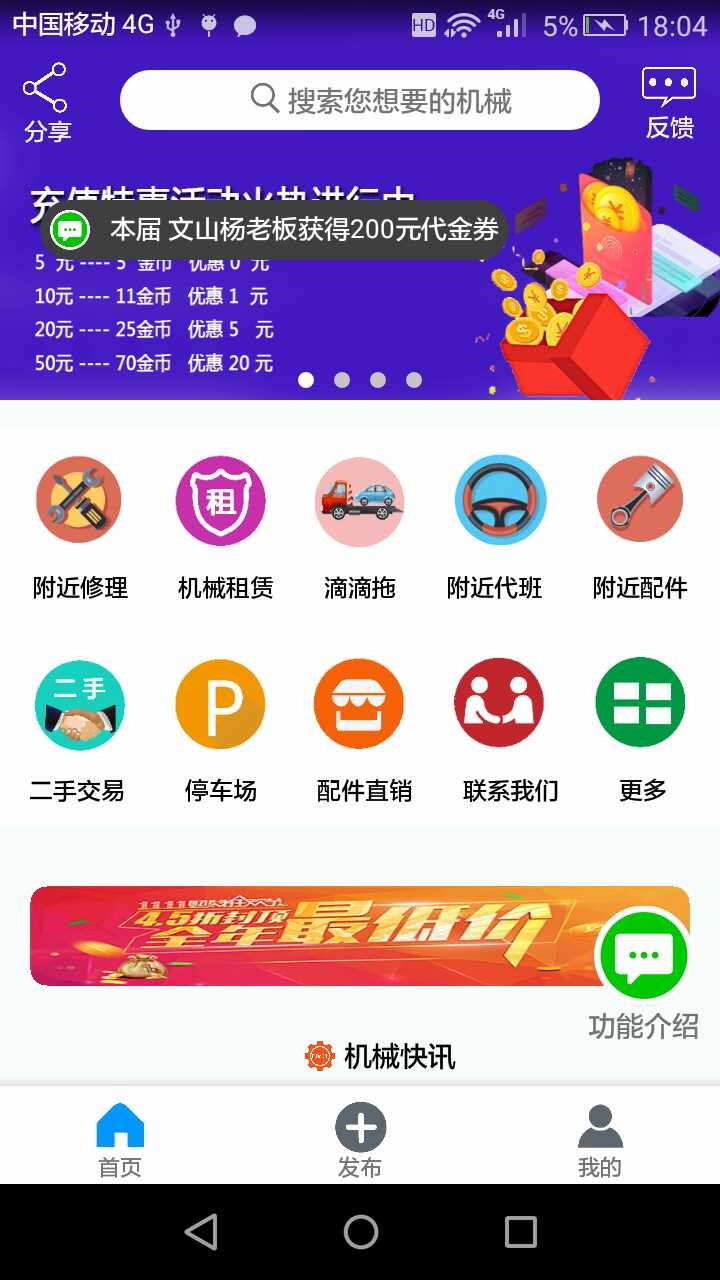 中国移动 4G
HD 4G 5% 18:04
分享
搜索您想要的机械
反馈
充值特惠活动火热进行中
本届 文山杨老板获得200元代金券
5 元 ---- 5 金币 优惠 0 元
10元 ---- 11金币 优惠 1 元
20元 ---- 25金币 优惠 5 元
50元 ---- 70金币 优惠 20 元
租
附近修理 机械租赁 滴滴拖 附近代班 附近配件
二手
P
二手交易 停车场 配件直销 联系我们 更多
4.5折封顶
全年最低价
功能介绍
机械快讯
首页 发布 我的